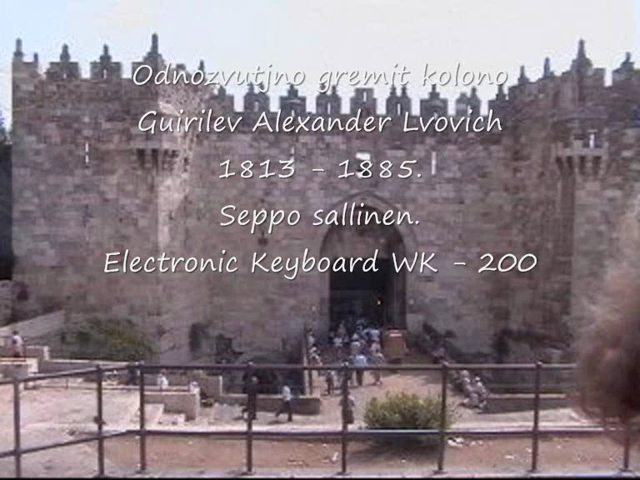 Odnozvutjno gremit kolono
Guirilev Alexander Lvovich
1813 - 1885.
Seppo sallinen.
Electronic Keyboard WK - 200